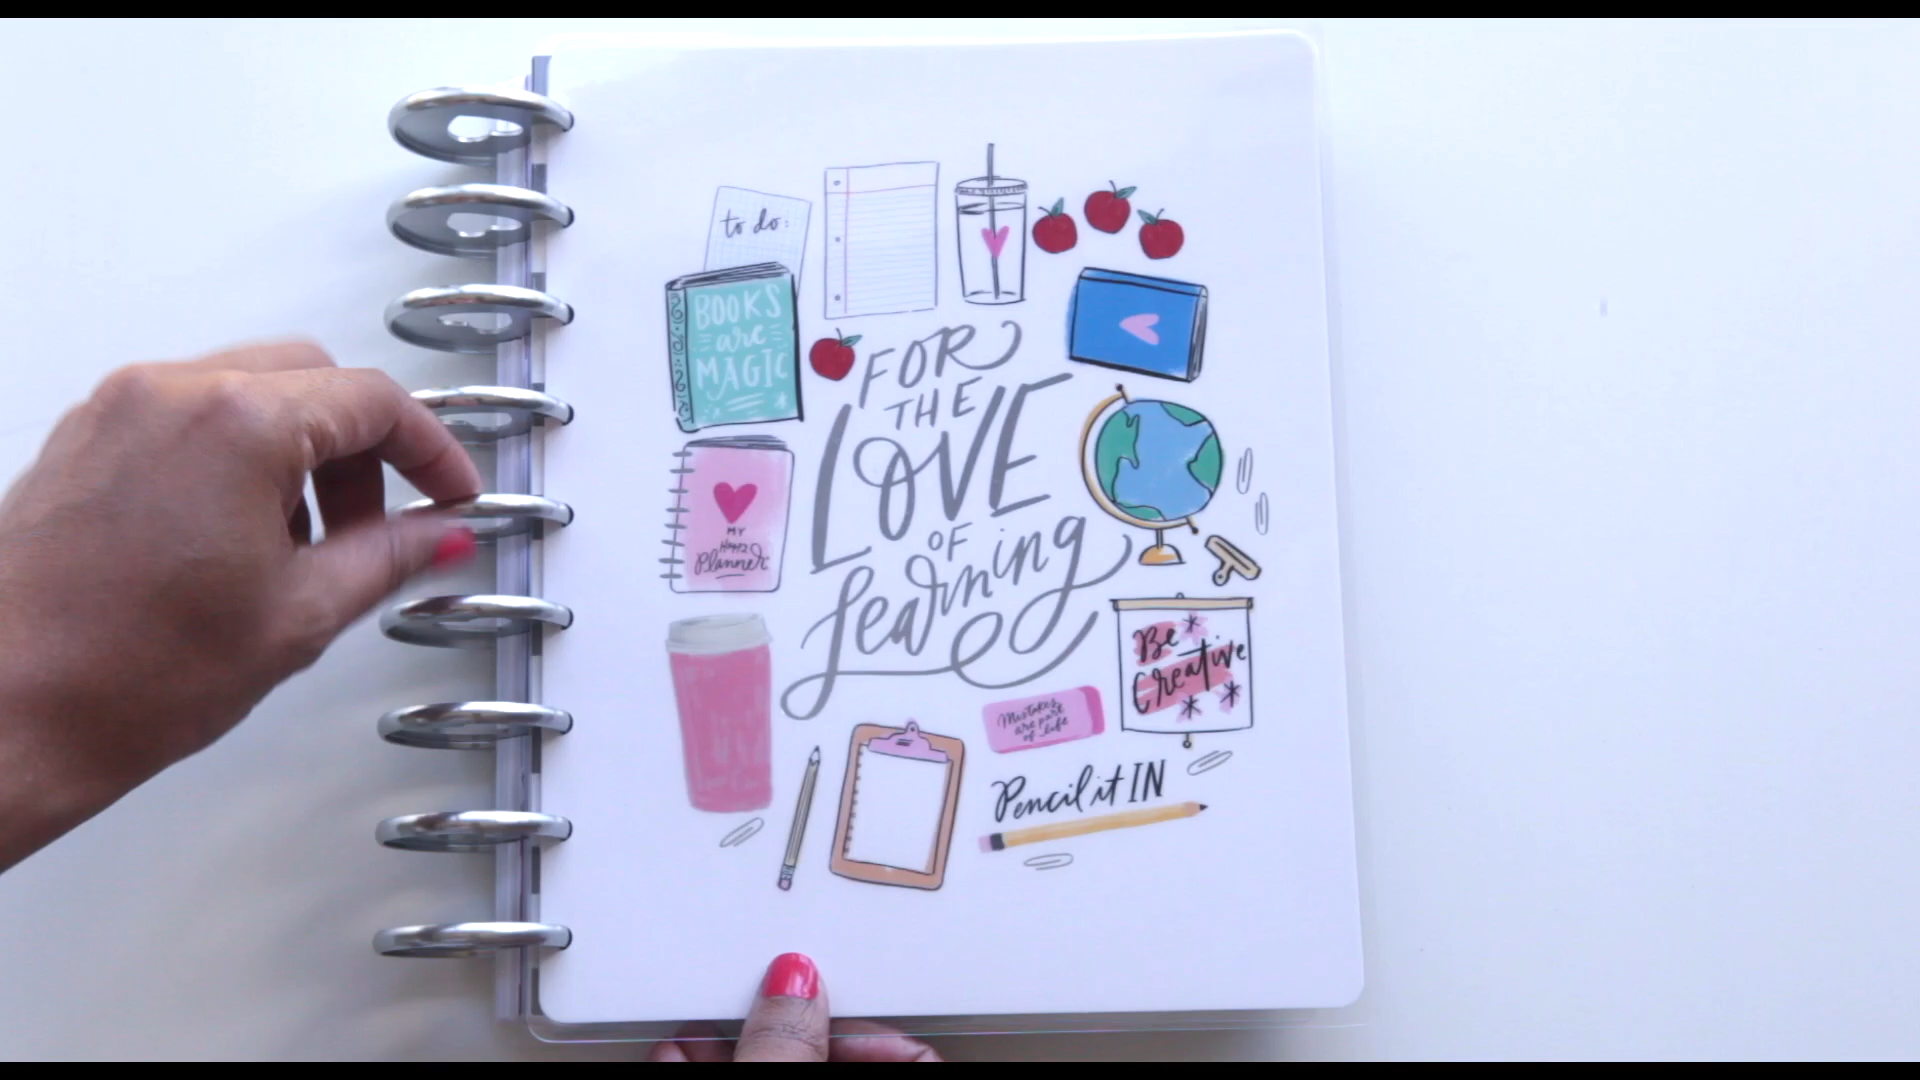 to do:
BOOKS
are
MAGIC
FOR
THE
LOVE
OF
Learning
MY
HAPPY
Planner
Be
Creative
Mistakes
are part
of life
Pencil it IN